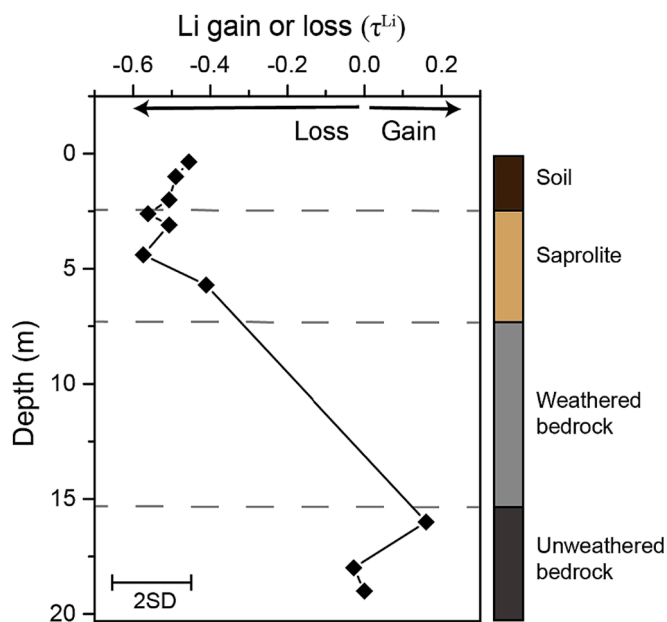 Li gain or loss (τ^Li)
-0.6 -0.4 -0.2 0.0 0.2
Loss Gain
0
5
10
15
20
Depth (m)
2SD
Soil
Saprolite
Weathered
bedrock
Unweathered
bedrock